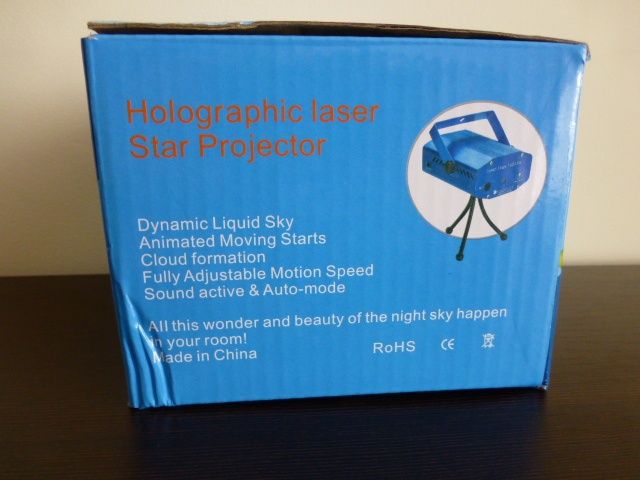 Holographic laser
Star Projector
Dynamic Liquid Sky
Animated Moving Starts
Cloud formation
Fully Adjustable Motion Speed
Sound active & Auto-mode
All this wonder and beauty of the night sky happen
in your room!
Made in China
RoHS CE